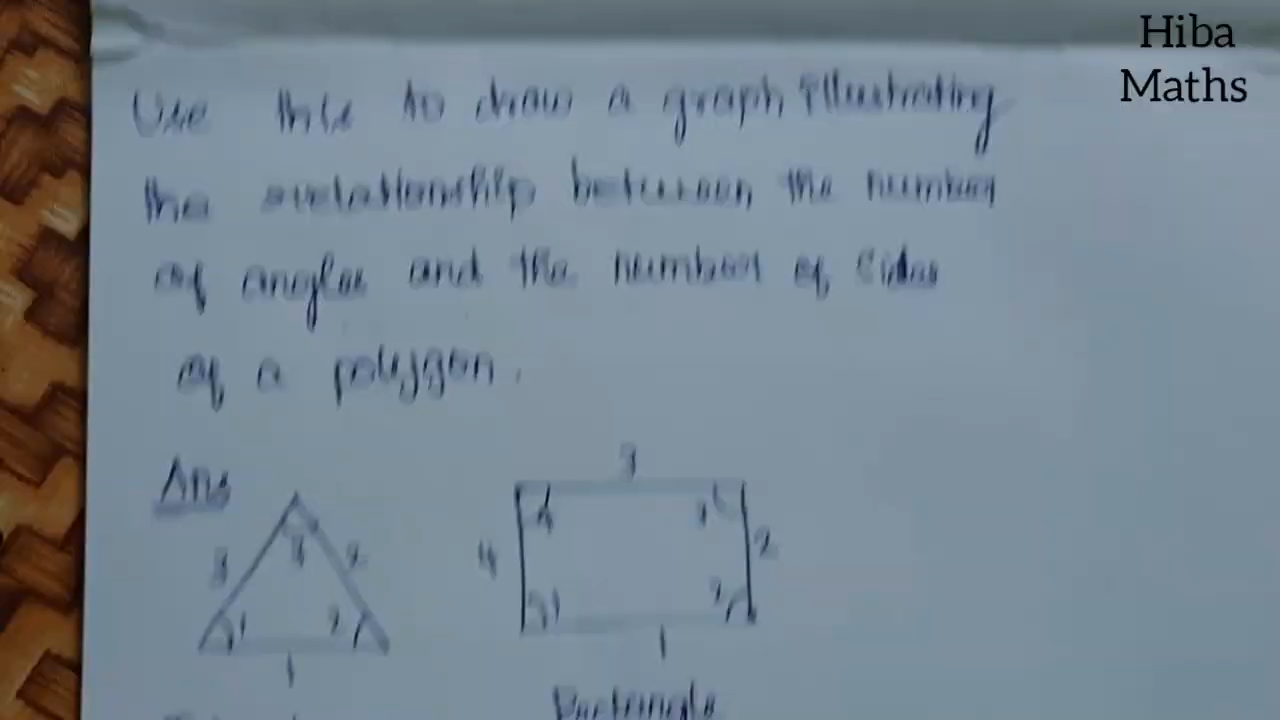 Hiba
Maths
Use this to draw a graph illustrating
the relationship between the number
of angles and the number of sides
of a polygon.
Ans
3
3 2
4 3
3 2
4 2
1 2
1 2
1
1
Rectangle